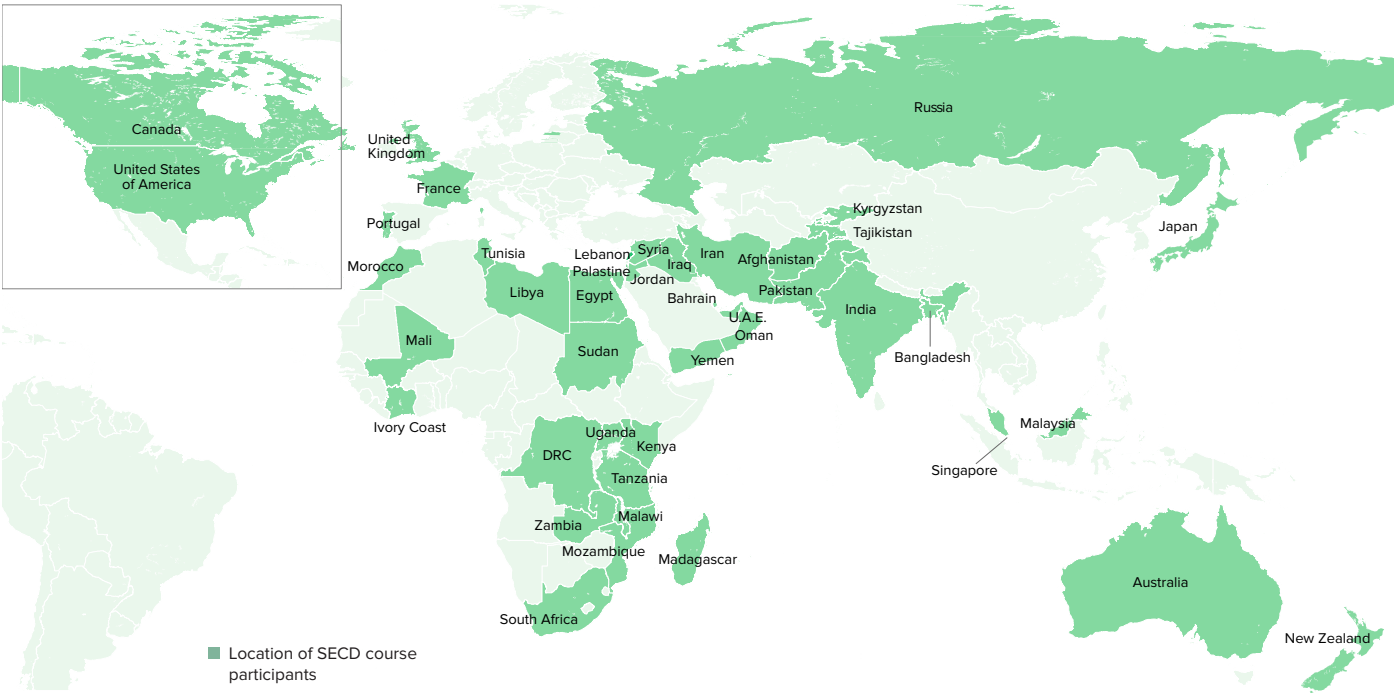 Canada
United States
of America
Russia
United
Kingdom
France
Portugal
Kyrgyzstan
Tajikistan
Japan
Morocco
Tunisia
Lebanon
Syria
Palastine
Iraq
Iran
Afghanistan
Jordan
Libya
Egypt
Bahrain
Pakistan
India
U.A.E.
Oman
Mali
Sudan
Yemen
Bangladesh
Ivory Coast
Malaysia
Uganda
Kenya
DRC
Singapore
Tanzania
Malawi
Zambia
Mozambique
Madagascar
Australia
South Africa
New Zealand
Location of SECD course
participants